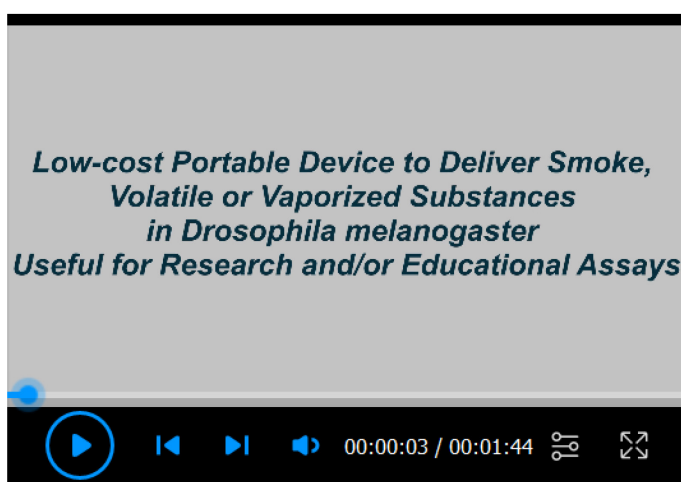 Low-cost Portable Device to Deliver Smoke,
Volatile or Vaporized Substances
in Drosophila melanogaster
Useful for Research and/or Educational Assays
00:00:03 / 00:01:44